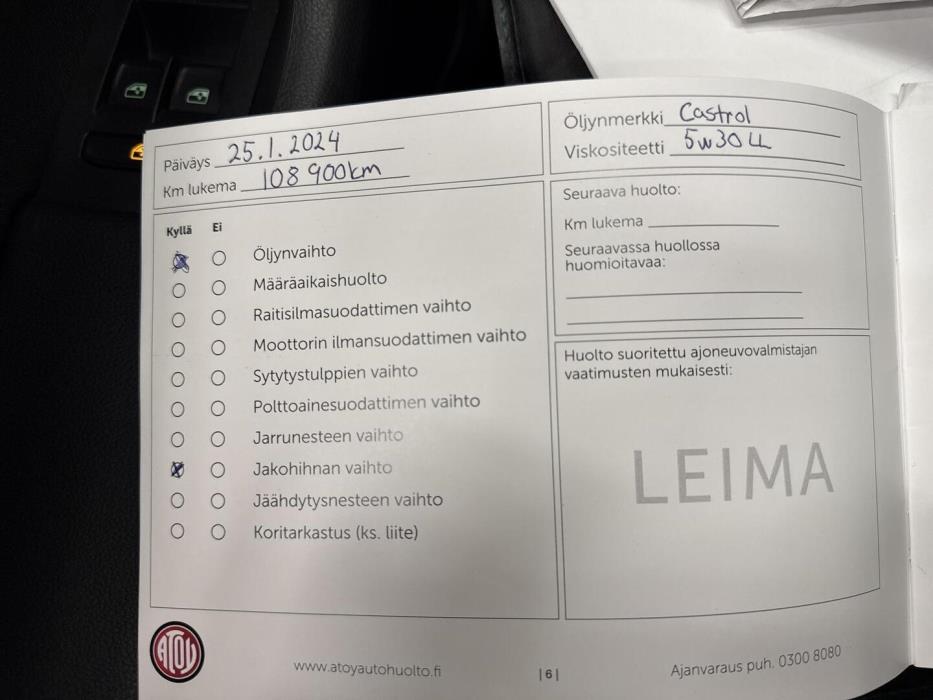 Päiväys 25.1.2024
Km lukema 108 900km
Öljynmerkki Castrol
Viskositeetti 5W30 LL
Kyllä Ei
Öljynvaihto
Määräaikaishuolto
Raitisilmasuodattimen vaihto
Moottorin ilmansuodattimen vaihto
Sytytystulppien vaihto
Polttoainesuodattimen vaihto
Jarrunesteen vaihto
Jakohihnan vaihto
Jäähdytysnesteen vaihto
Koritarkastus (ks. liite)
Seuraava huolto:
Km lukema
Seuraavassa huollossa
huomioitavaa:
Huolto suoritettu ajoneuvovalmistajan
vaatimusten mukaisesti:
LEIMA
ATOY
www.atoyautohuolto.fi
|6|
Ajanvaraus puh. 0300 8080